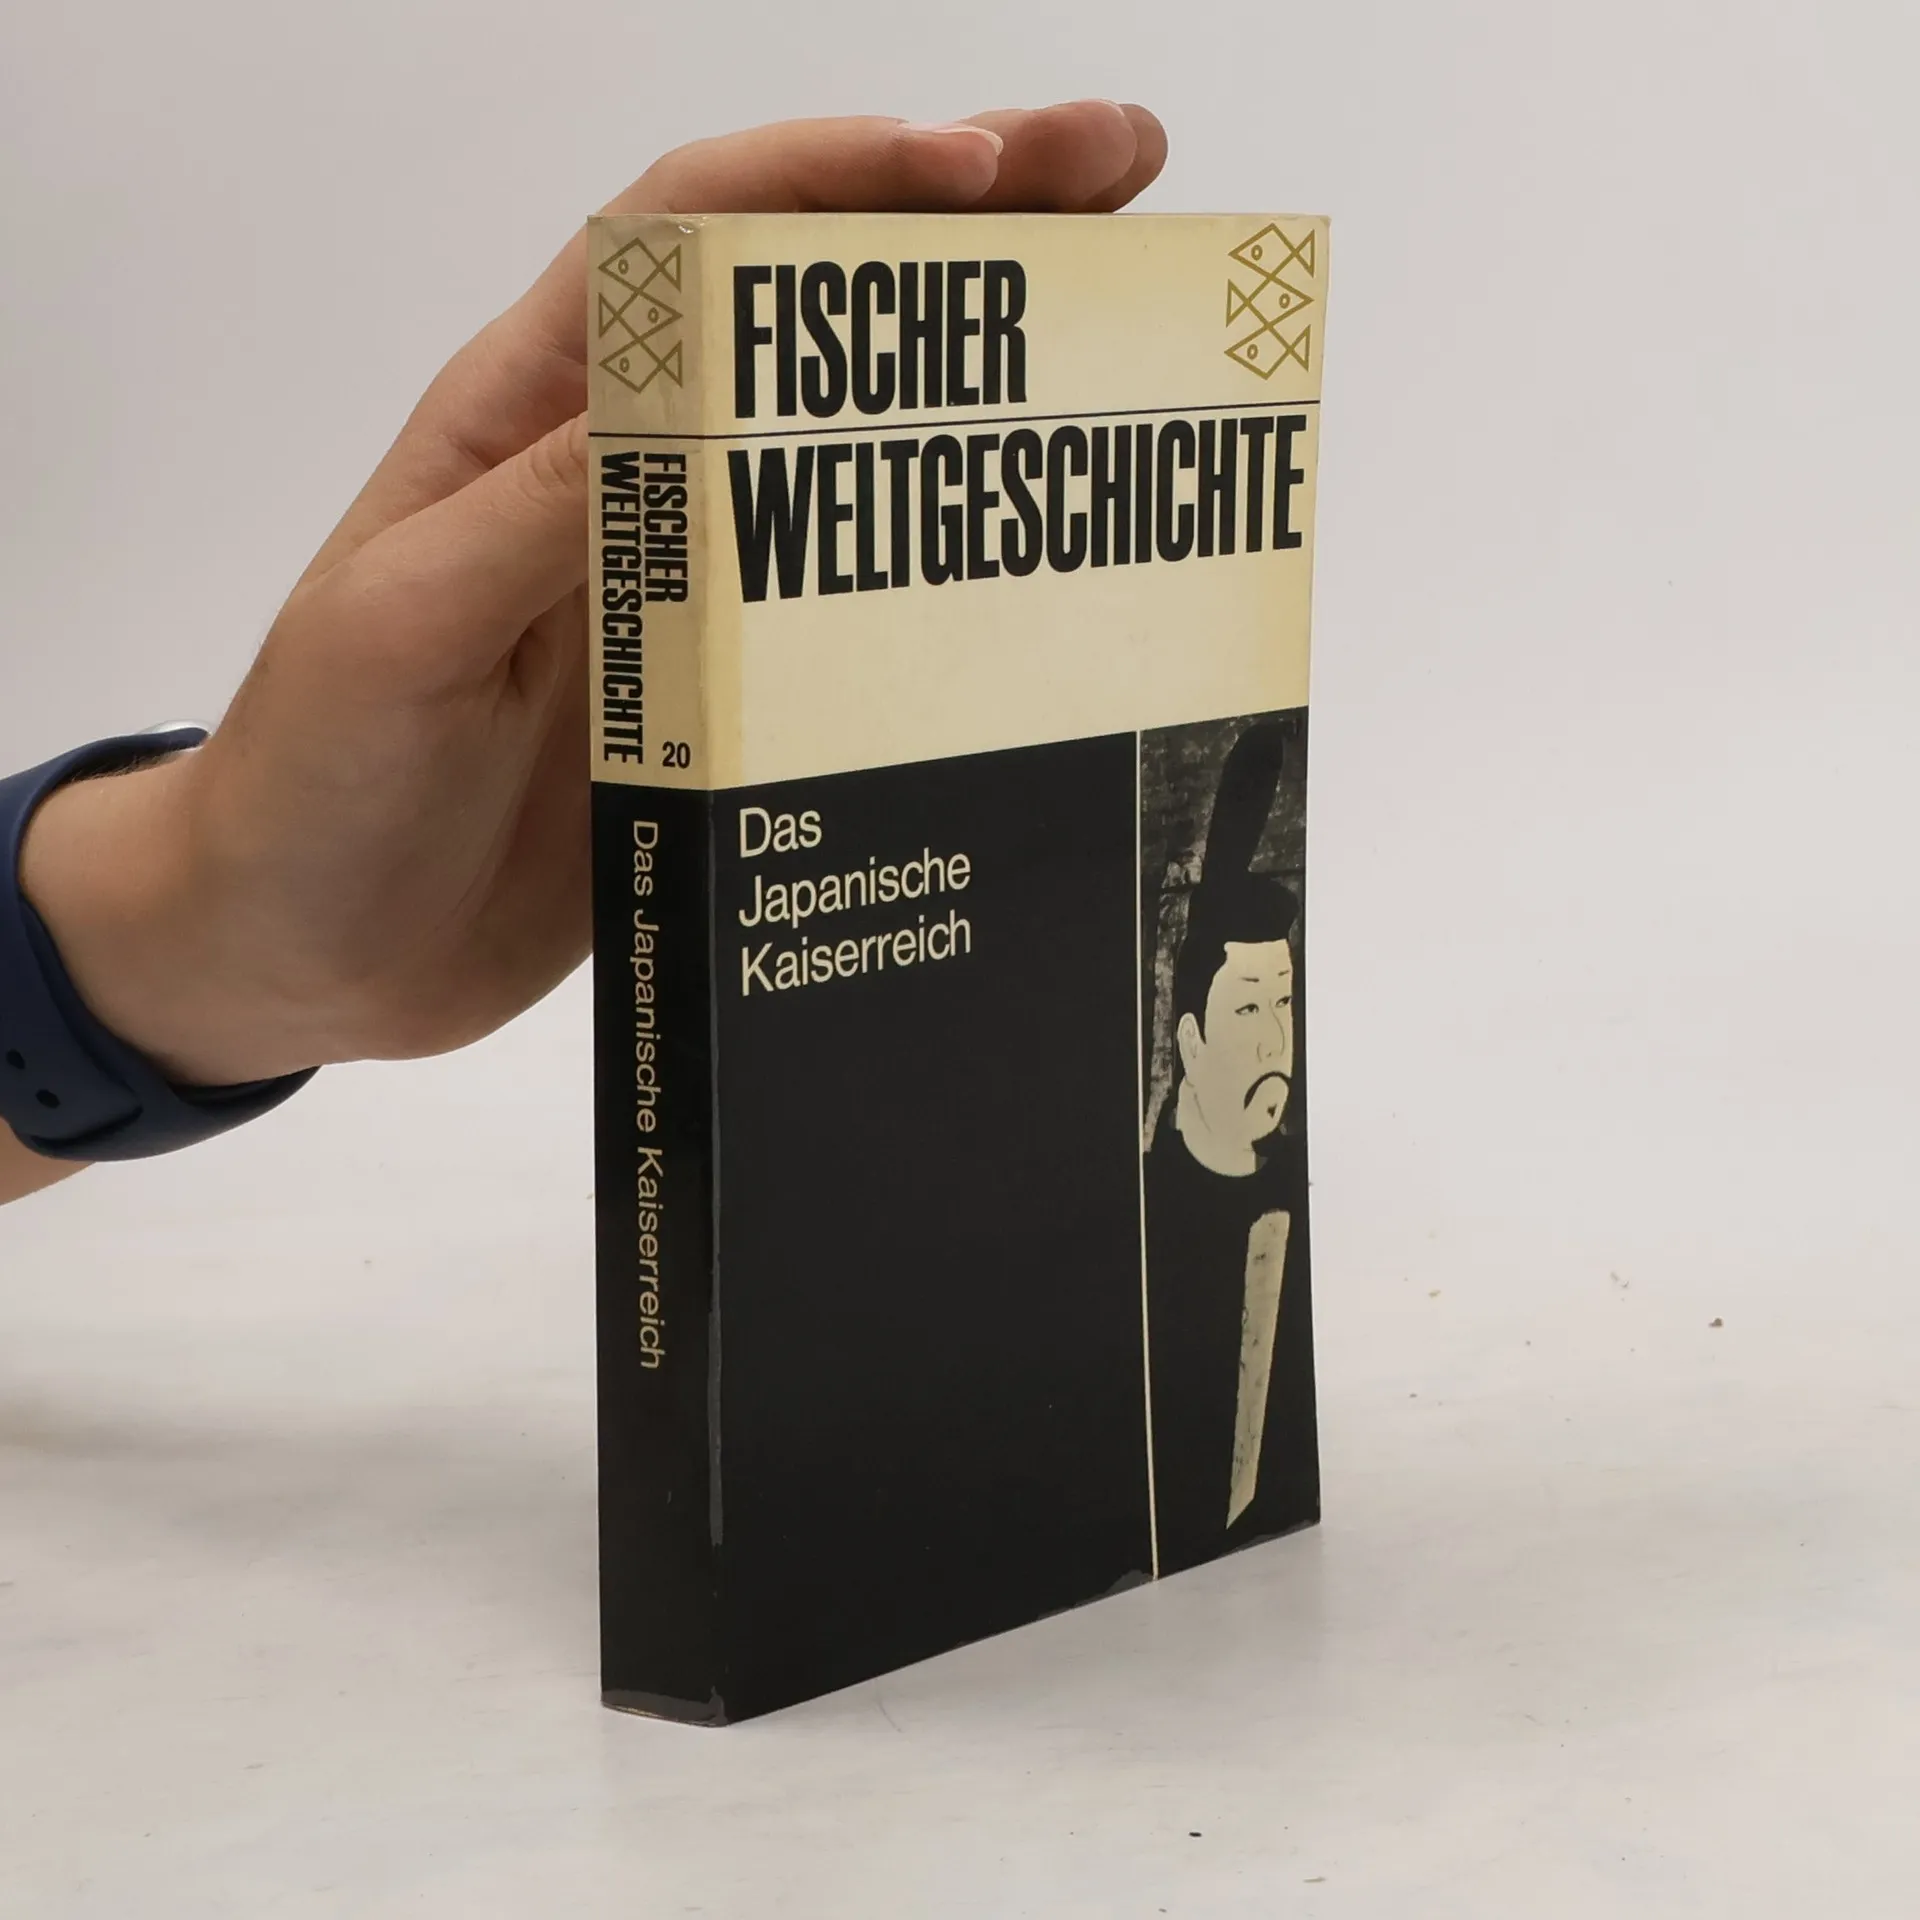 FISCHER
WELTGESCHICHTE
Das
Japanische
Kaiserreich
FISCHER
WELTGESCHICHTE
20
Das Japanische Kaiserreich